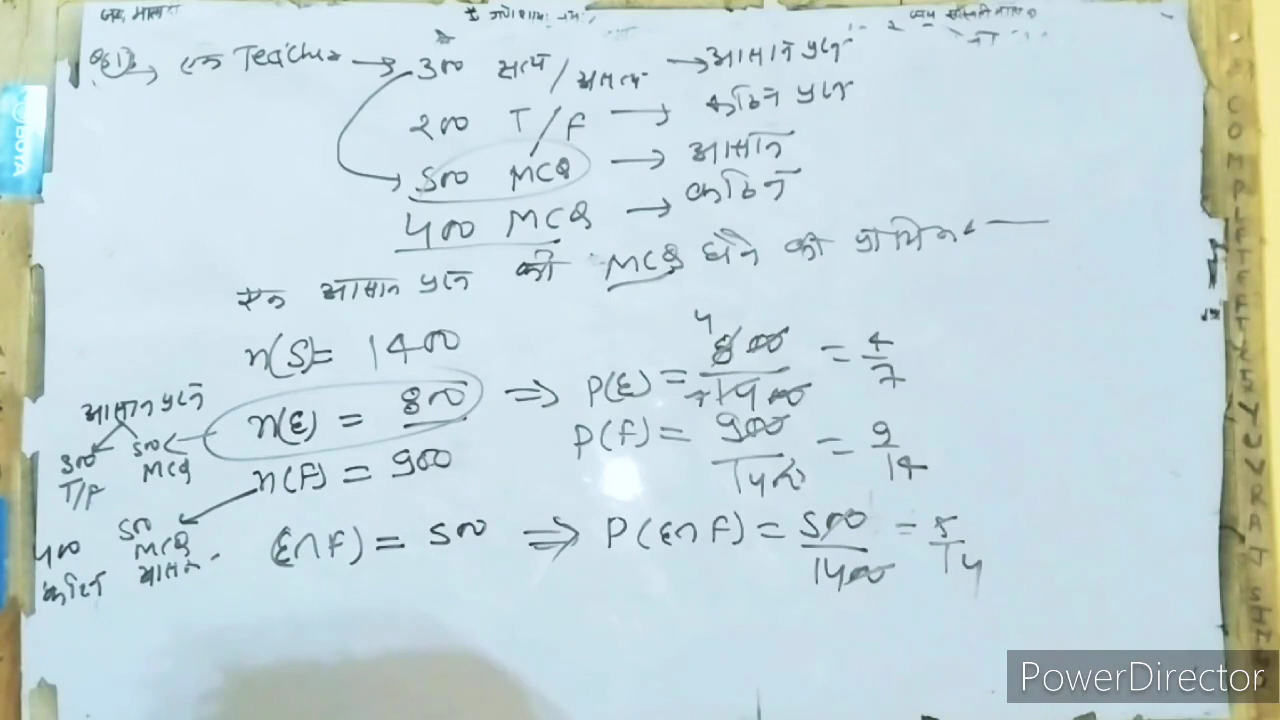 एक Teacher → 300 सत्य/असत्य → आसान प्रश्न
200 T/F → कठिन प्रश्न
500 MCQ → आसान
400 MCQ → कठिन
एक आसान प्रश्न की MCQ होने की
n(S)= 1400
n(E) = 800 ⇒ P(E) = 800/1400 = 4/7
आसान प्रश्न
300 T/F
500 MCQ
n(F) = 900
P(F) = 900/1400 = 9/14
400 कठिन
500 MCQ आसान
(E∩F) = 500 ⇒ P(E∩F) = 500/1400 = 5/14
BOYA
COMPLETE
PowerDirector